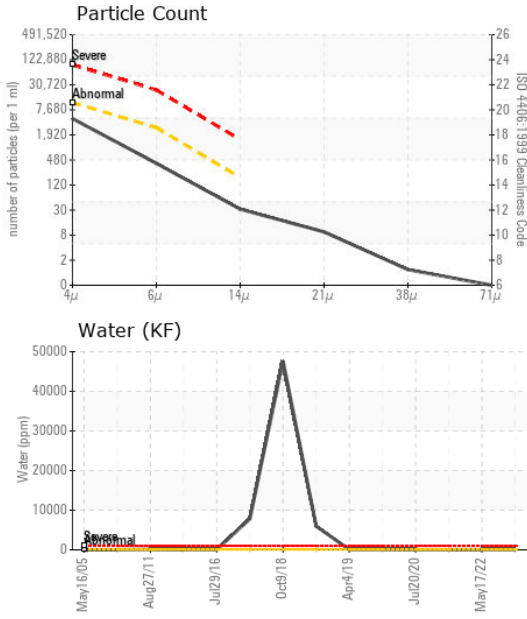 Particle Count
491,520
122,880
30,720
7,680
1,920
480
120
30
8
2
0
number of particles (per 1 ml)
Severe
Abnormal
26
24
22
20
18
16
14
12
10
8
6
ISO 4406:1999 Cleanliness Code
4µ
6µ
14µ
21µ
38µ
71µ
Water (KF)
50000
40000
30000
20000
10000
0
Water (ppm)
Severe
Abnormal
May16/05
Aug27/11
Jul29/16
Oct9/18
Apr4/19
Jul20/20
May17/22